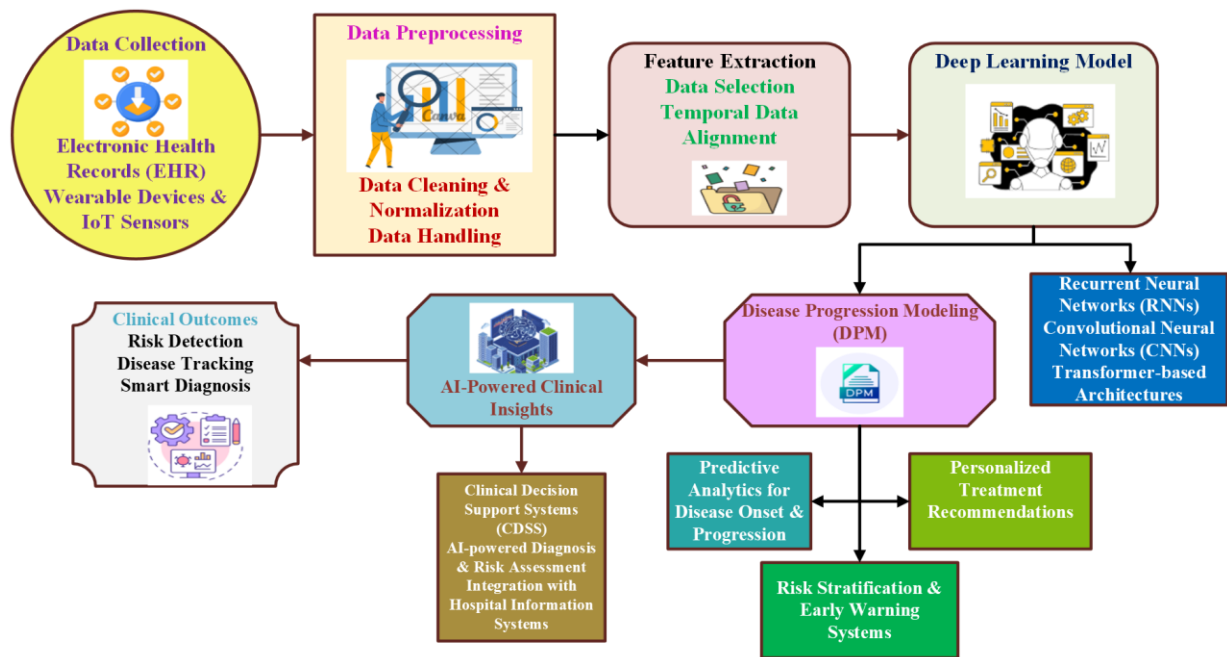 Data Collection
Electronic Health
Records (EHR)
Wearable Devices &
IoT Sensors
Data Preprocessing
Canva
Data Cleaning &
Normalization
Data Handling
Feature Extraction
Data Selection
Temporal Data
Alignment
Deep Learning Model
Recurrent Neural
Networks (RNNs)
Convolutional Neural
Networks (CNNs)
Transformer-based
Architectures
Disease Progression Modeling
(DPM)
DPM
AI-Powered Clinical
Insights
Clinical Outcomes
Risk Detection
Disease Tracking
Smart Diagnosis
Clinical Decision
Support Systems
(CDSS)
AI-powered Diagnosis
& Risk Assessment
Integration with
Hospital Information
Systems
Predictive
Analytics for
Disease Onset &
Progression
Personalized
Treatment
Recommendations
Risk Stratification &
Early Warning
Systems